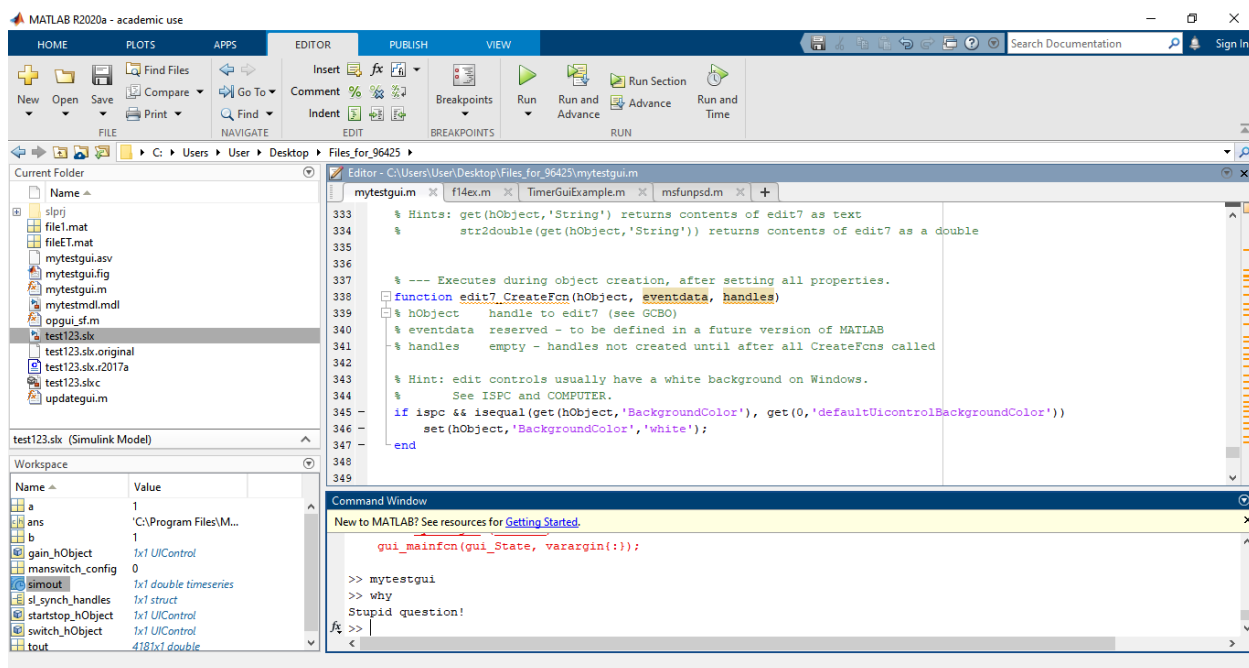 MATLAB R2020a - academic use
HOME PLOTS APPS EDITOR PUBLISH VIEW Search Documentation Sign In
New Open Save Find Files Compare Print Go To Find Insert fx Comment % Indent Breakpoints Run Run and Advance Run Section Advance Run and Time
FILE NAVIGATE EDIT BREAKPOINTS RUN
C: Users User Desktop Files_for_96425
Current Folder
Name
slprj
file1.mat
fileET.mat
mytestgui.asv
mytestgui.fig
mytestgui.m
mytestmdl.mdl
opgui_sf.m
test123.slx
test123.slx.original
test123.slx.r2017a
test123.slxc
updategui.m
test123.slx (Simulink Model)
Workspace
Name Value
a 1
ans 'C:\Program Files\M...
b 1
gain_hObject 1x1 UIControl
manswitch_config 0
simout 1x1 double timeseries
sl_synch_handles 1x1 struct
startstop_hObject 1x1 UIControl
switch_hObject 1x1 UIControl
tout 4181x1 double
Editor - C:\Users\User\Desktop\Files_for_96425\mytestgui.m
mytestgui.m f14ex.m TimerGuiExample.m msfunpsd.m +
333 % Hints: get(hObject,'String') returns contents of edit7 as text
334 % str2double(get(hObject,'String')) returns contents of edit7 as a double
335
336
337 % --- Executes during object creation, after setting all properties.
338 function edit7_CreateFcn(hObject, eventdata, handles)
339 % hObject handle to edit7 (see GCBO)
340 % eventdata reserved - to be defined in a future version of MATLAB
341 % handles empty - handles not created until after all CreateFcns called
342
343 % Hint: edit controls usually have a white background on Windows.
344 % See ISPC and COMPUTER.
345 – if ispc && isequal(get(hObject,'BackgroundColor'), get(0,'defaultUicontrolBackgroundColor'))
346 – set(hObject,'BackgroundColor','white');
347 – end
348
349
Command Window
New to MATLAB? See resources for Getting Started.
gui_mainfcn(gui_State, varargin{:});
>> mytestgui
>> why
Stupid question!
fx >>